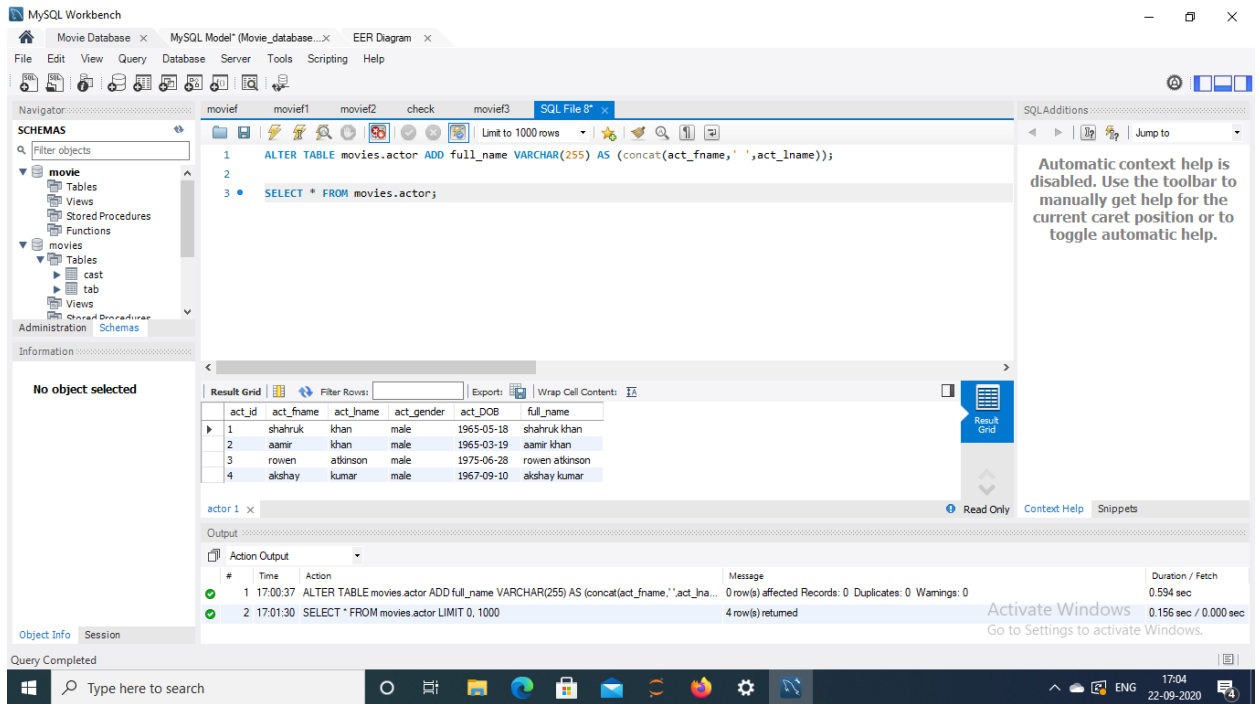 MySQL Workbench
Movie Database × MySQL Model* (Movie_database...× EER Diagram ×
File Edit View Query Database Server Tools Scripting Help
Navigator
SCHEMAS
Filter objects
movie
Tables
Views
Stored Procedures
Functions
movies
Tables
cast
tab
Views
Stored Procedures
Administration Schemas
Information
No object selected
Object Info Session
movief movief1 movief2 check movief3 SQL File 8* ×
Limit to 1000 rows
1 ALTER TABLE movies.actor ADD full_name VARCHAR(255) AS (concat(act_fname,' ',act_lname));
2
3 SELECT * FROM movies.actor;
Result Grid Filter Rows: Export: Wrap Cell Content:
act_id act_fname act_lname act_gender act_DOB full_name
1 shahruk khan male 1965-05-18 shahruk khan
2 aamir khan male 1965-03-19 aamir khan
3 rowen atkinson male 1975-06-28 rowen atkinson
4 akshay kumar male 1967-09-10 akshay kumar
Result
Grid
actor 1 × Read Only
SQLAdditions
Jump to
Automatic context help is
disabled. Use the toolbar to
manually get help for the
current caret position or to
toggle automatic help.
Context Help Snippets
Output
Action Output
# Time Action Message Duration / Fetch
1 17:00:37 ALTER TABLE movies.actor ADD full_name VARCHAR(255) AS (concat(act_fname,' ',act_lna... 0 row(s) affected Records: 0 Duplicates: 0 Warnings: 0 0.594 sec
2 17:01:30 SELECT * FROM movies.actor LIMIT 0, 1000 4 row(s) returned 0.156 sec / 0.000 sec
Activate Windows
Go to Settings to activate Windows.
Query Completed
Type here to search
ENG
17:04
22-09-2020
4